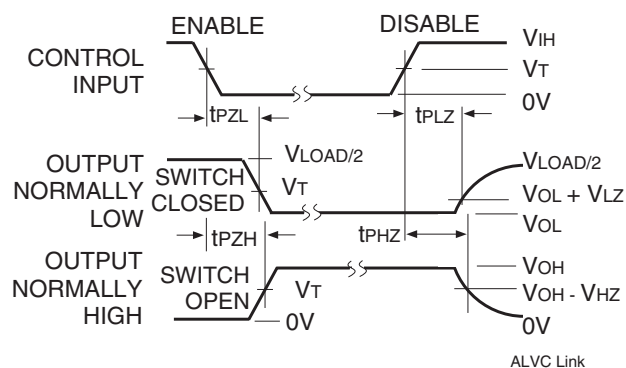 ENABLE
DISABLE
CONTROL
INPUT
VIH
VT
0V
tPZL
tPLZ
OUTPUT
NORMALLY
LOW
SWITCH
CLOSED
VLOAD/2
VT
VLOAD/2
VOL + VLZ
VOL
tPZH
tPHZ
OUTPUT
NORMALLY
HIGH
SWITCH
OPEN
VT
0V
VOH
VOH - VHZ
0V
ALVC Link